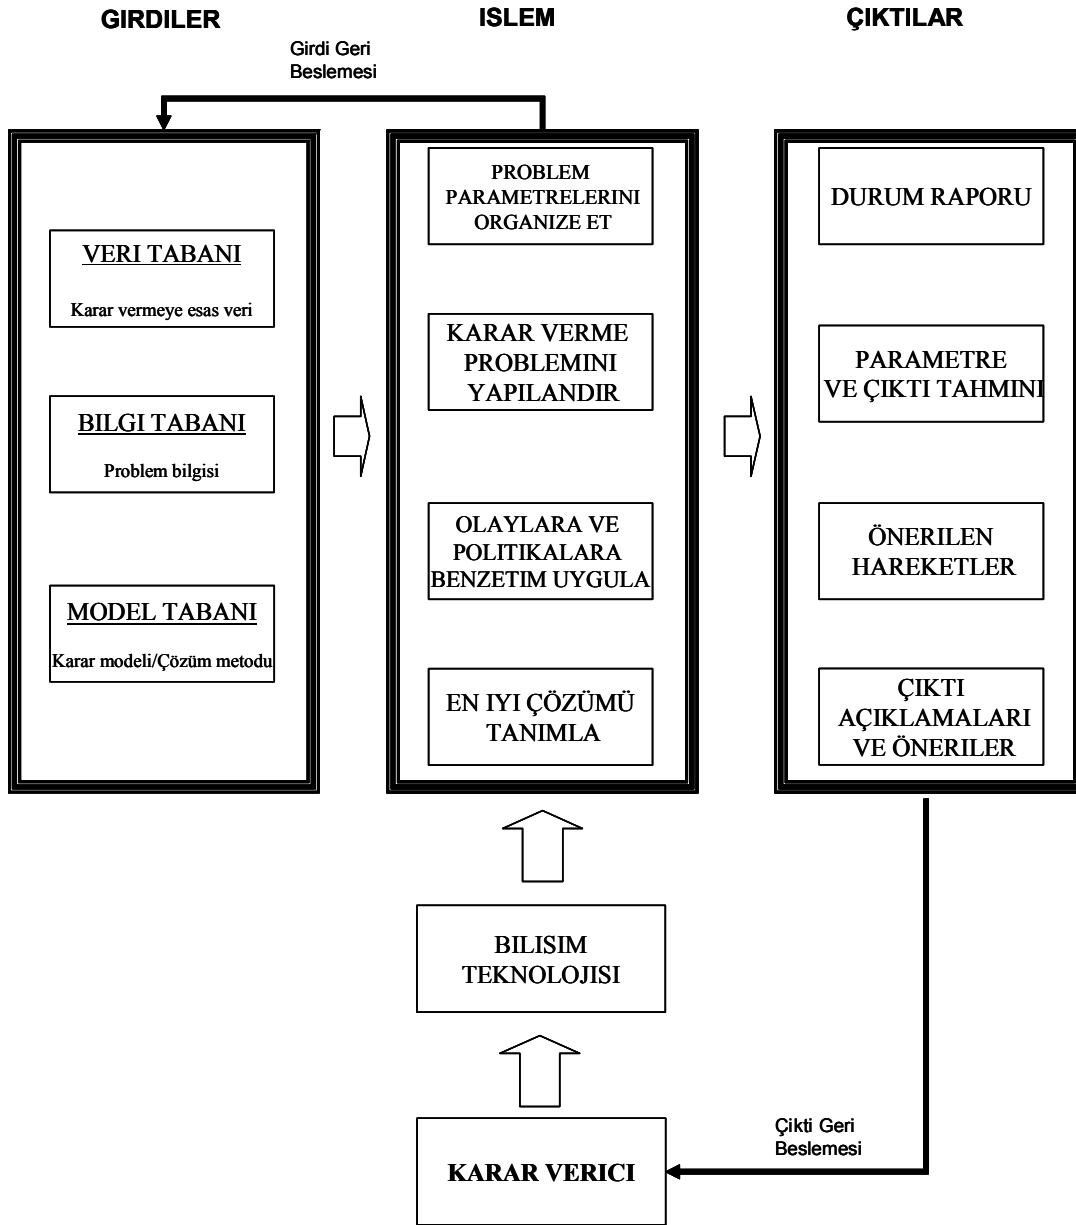 GIRDILER
ISLEM
ÇIKTILAR
Girdi Geri
Beslemesi
VERI TABANI
Karar vermeye esas veri
BILGI TABANI
Problem bilgisi
MODEL TABANI
Karar modeli/Çözüm metodu
PROBLEM
PARAMETRELERINI
ORGANIZE ET
KARAR VERME
PROBLEMINI
YAPILANDIR
OLAYLARA VE
POLITIKALARA
BENZETIM UYGULA
EN IYI ÇÖZÜMÜ
TANIMLA
DURUM RAPORU
PARAMETRE
VE ÇIKTI TAHMINI
ÖNERILEN
HAREKETLER
ÇIKTI
AÇIKLAMALARI
VE ÖNERILER
BILISIM
TEKNOLOJISI
Çikti Geri
Beslemesi
KARAR VERICI